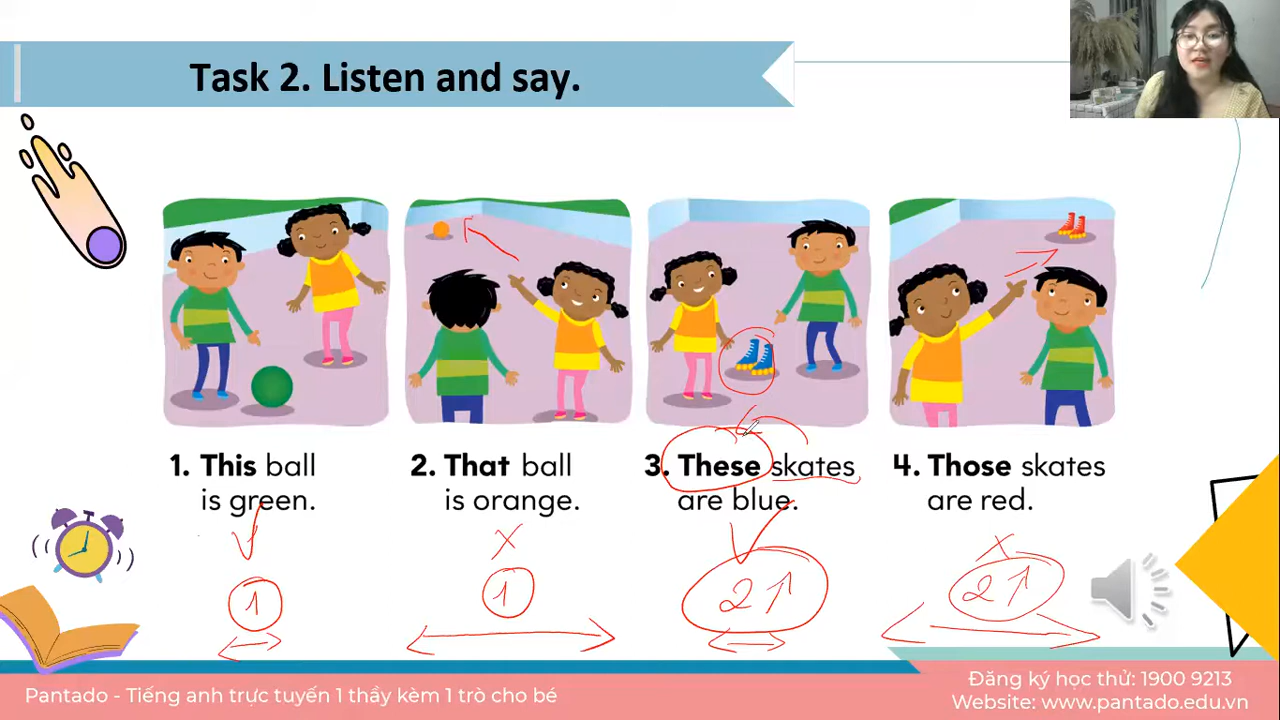 Task 2. Listen and say.
1. This ball
is green.
2. That ball
is orange.
3. These skates
are blue.
4. Those skates
are red.
1
1
2↑
2↑
Pantado - Tiếng anh trực tuyến 1 thầy kèm 1 trò cho bé
Đăng ký học thử: 1900 9213
Website: www.pantado.edu.vn